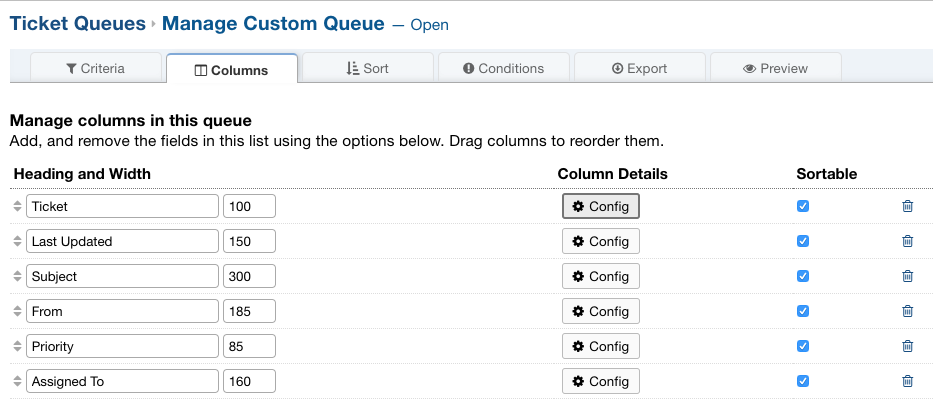 Ticket Queues › Manage Custom Queue — Open
Criteria Columns Sort Conditions Export Preview
Manage columns in this queue
Add, and remove the fields in this list using the options below. Drag columns to reorder them.
Heading and Width Column Details Sortable
Ticket 100 Config
Last Updated 150 Config
Subject 300 Config
From 185 Config
Priority 85 Config
Assigned To 160 Config